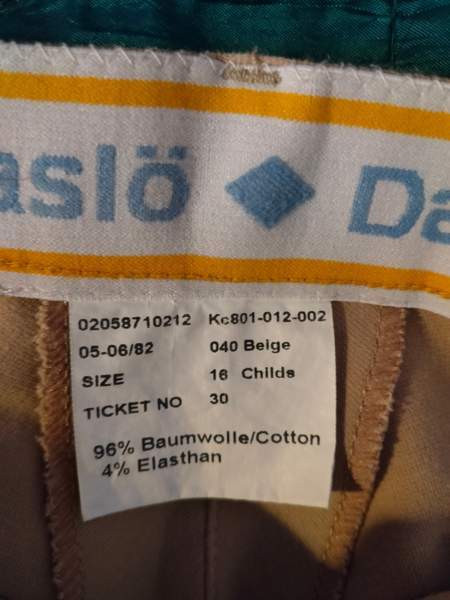 aslö Da
02058710212 Kc801-012-002
05-06/82 040 Beige
SIZE 16 Childs
TICKET NO 30
96% Baumwolle/Cotton
4% Elasthan